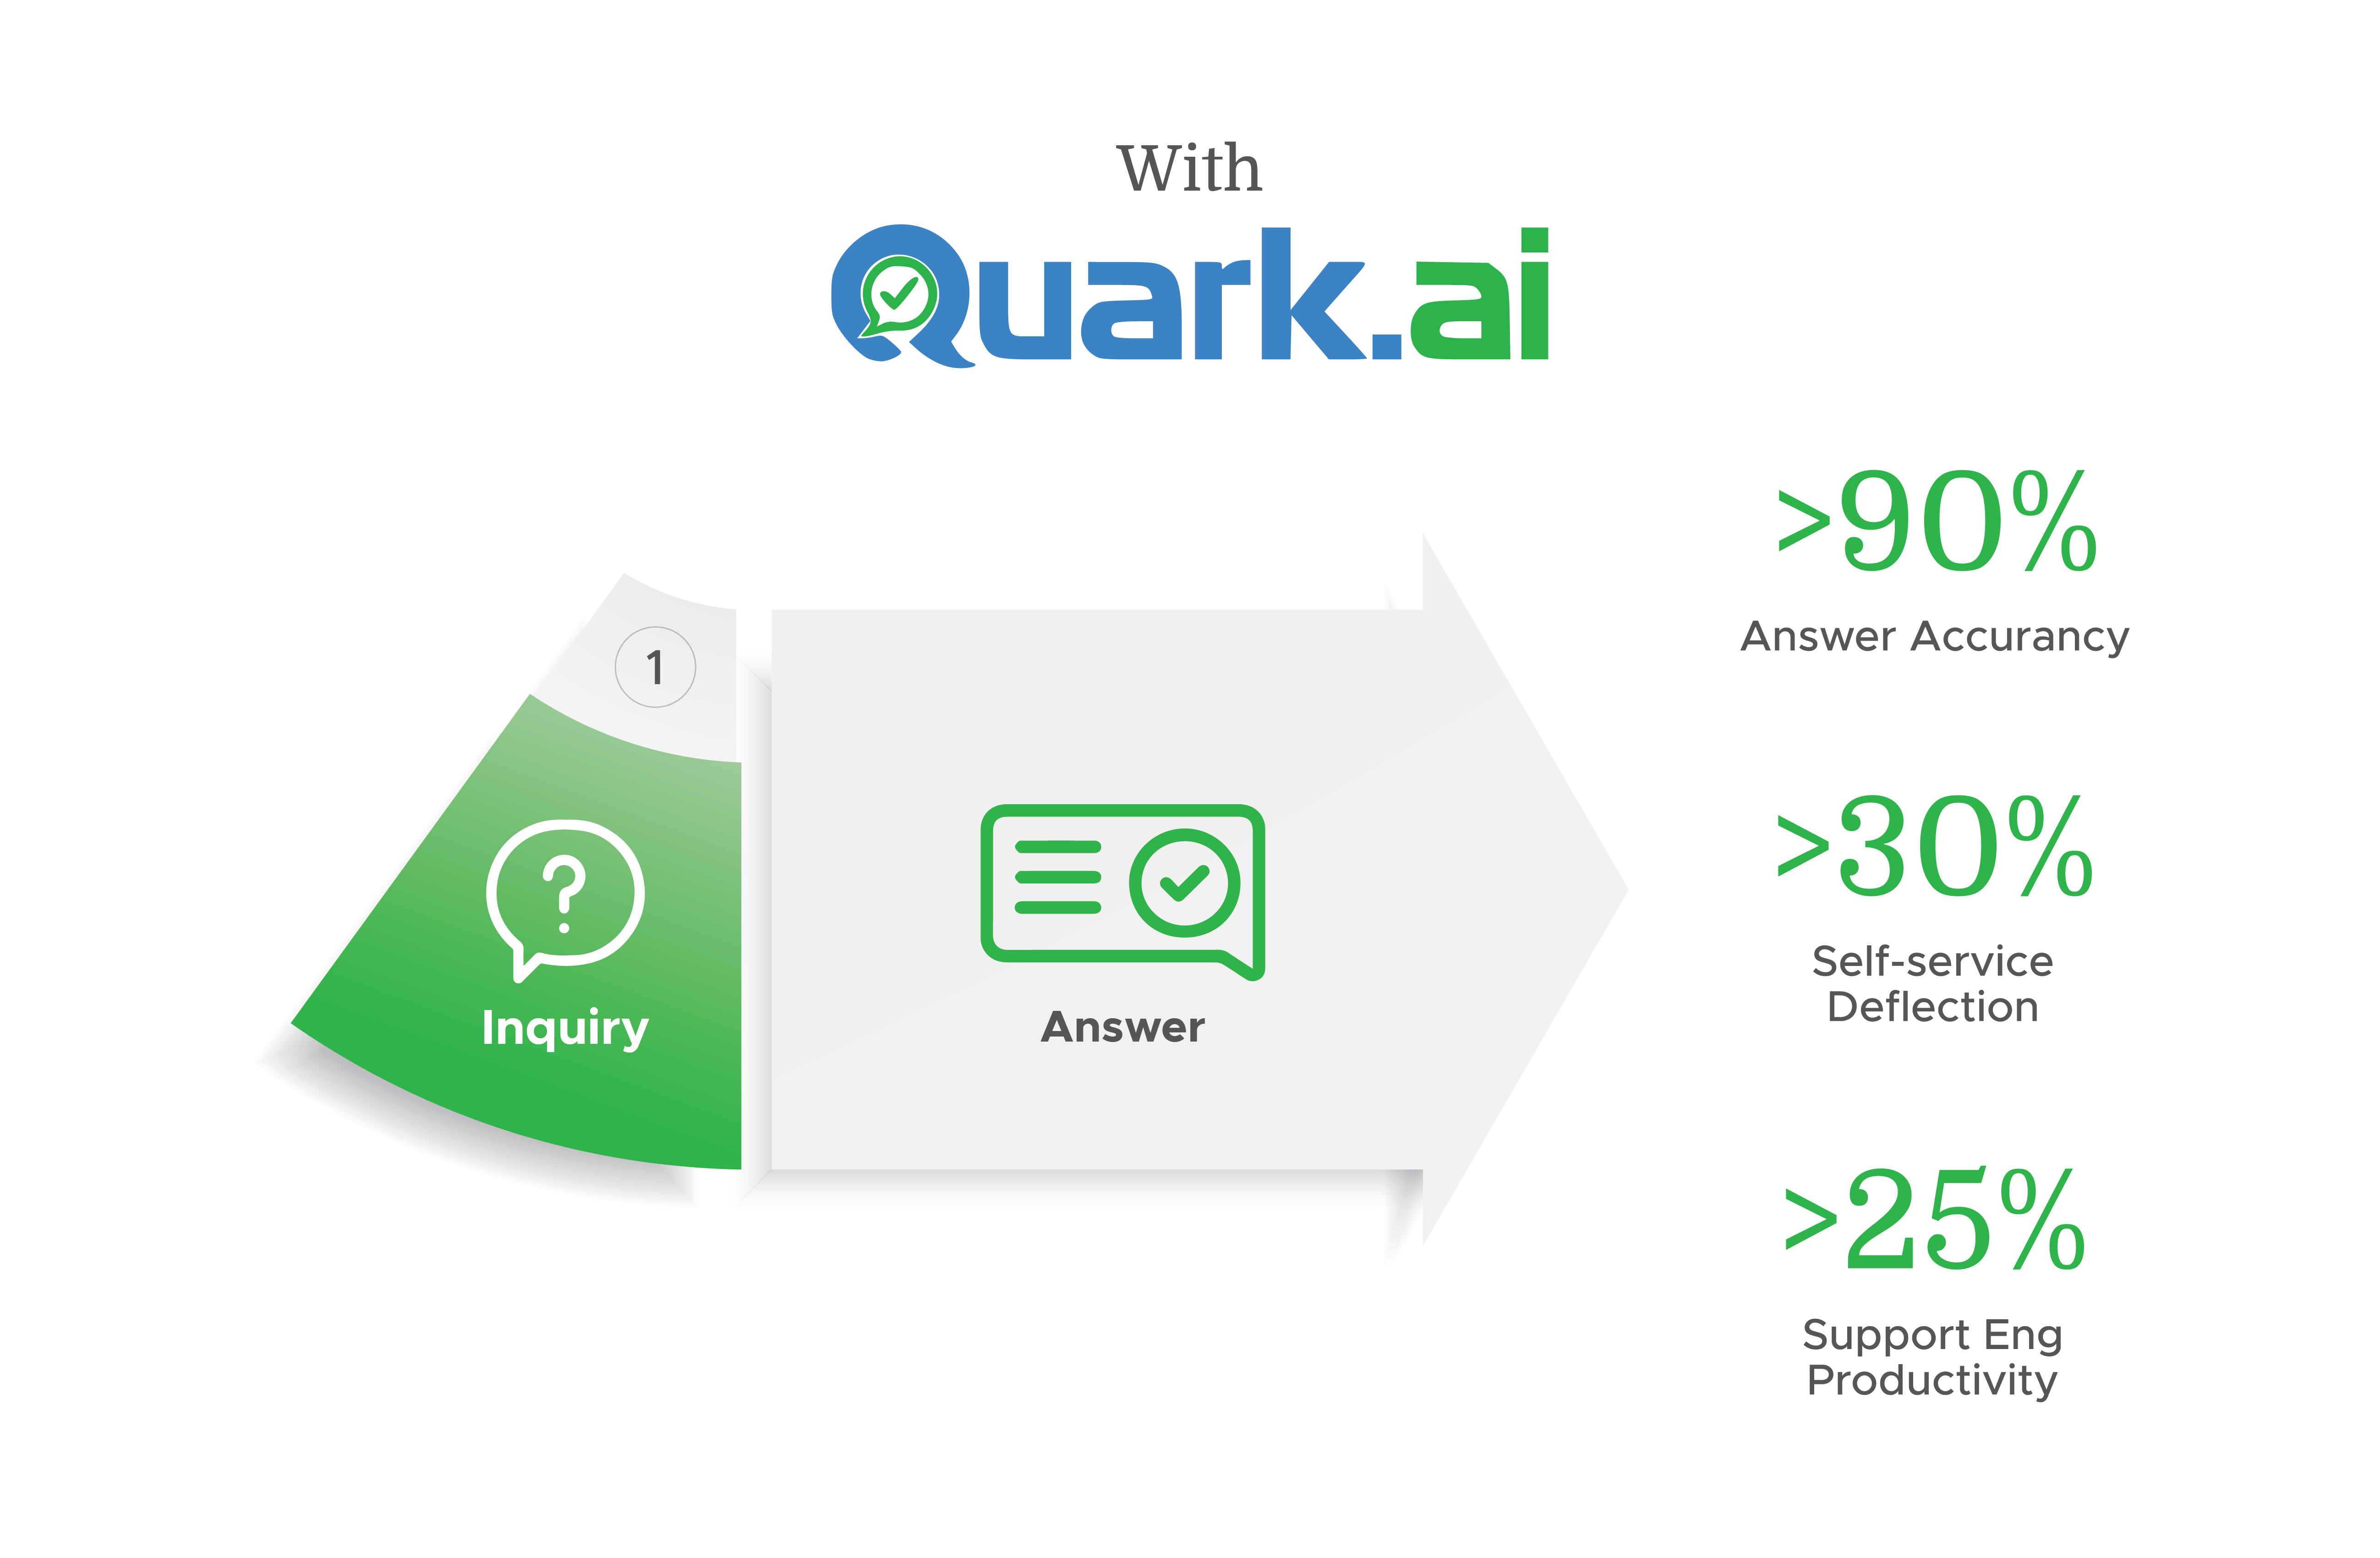 With
Quark.ai
1
Inquiry
Answer
>90%
Answer Accurancy
>30%
Self-service
Deflection
>25%
Support Eng
Productivity